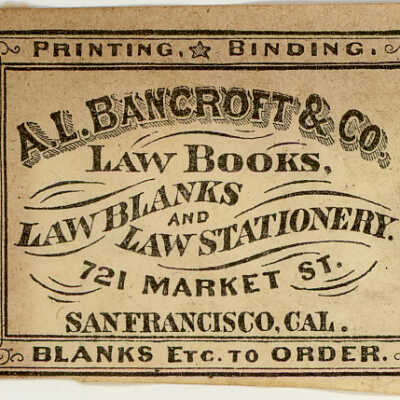 PRINTING, ☆ BINDING.
A. L. BANCROFT & CO.
LAW BOOKS,
LAW BLANKS
AND
LAW STATIONERY.
721 MARKET ST.
SAN FRANCISCO, CAL.
BLANKS ETC. TO ORDER.